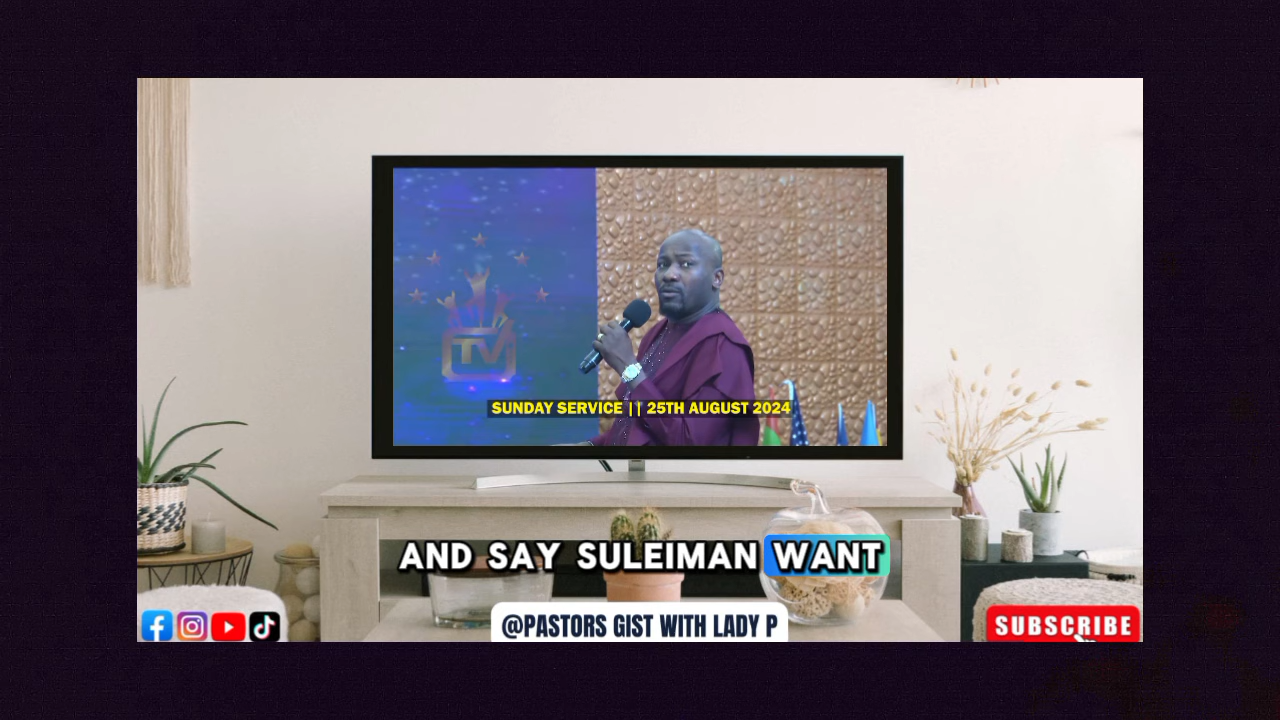 TV
SUNDAY SERVICE || 25TH AUGUST 2024
AND SAY SULEIMAN WANT
@PASTORS GIST WITH LADY P
SUBSCRIBE